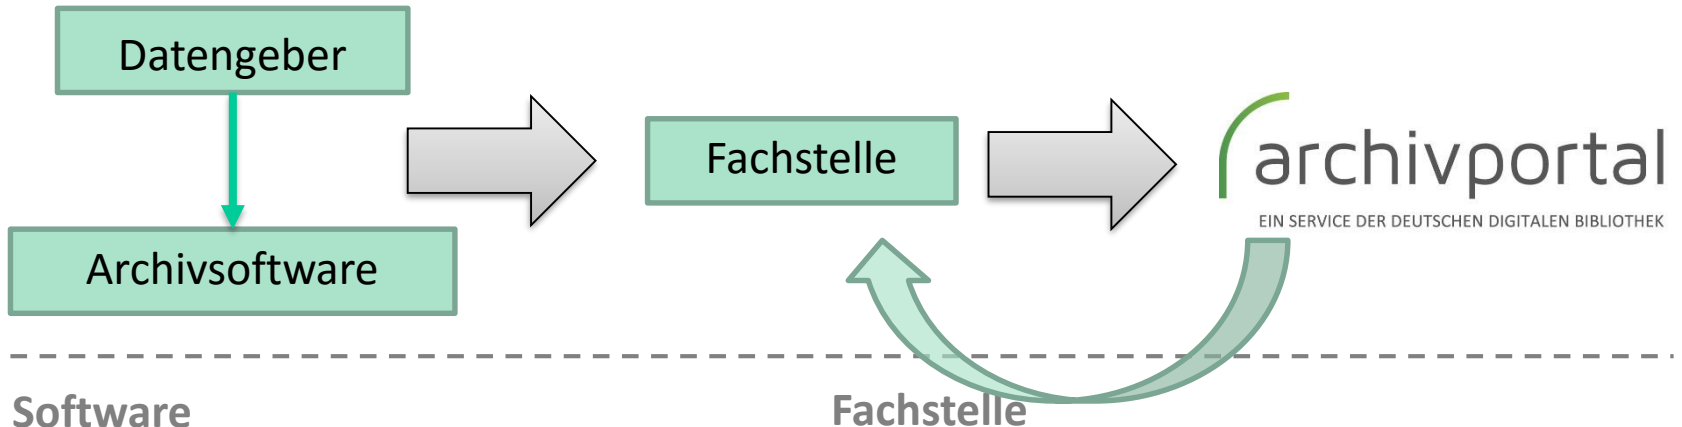 Datengeber
Archivsoftware
Fachstelle
archivportal
EIN SERVICE DER DEUTSCHEN DIGITALEN BIBLIOTHEK
Software
Fachstelle